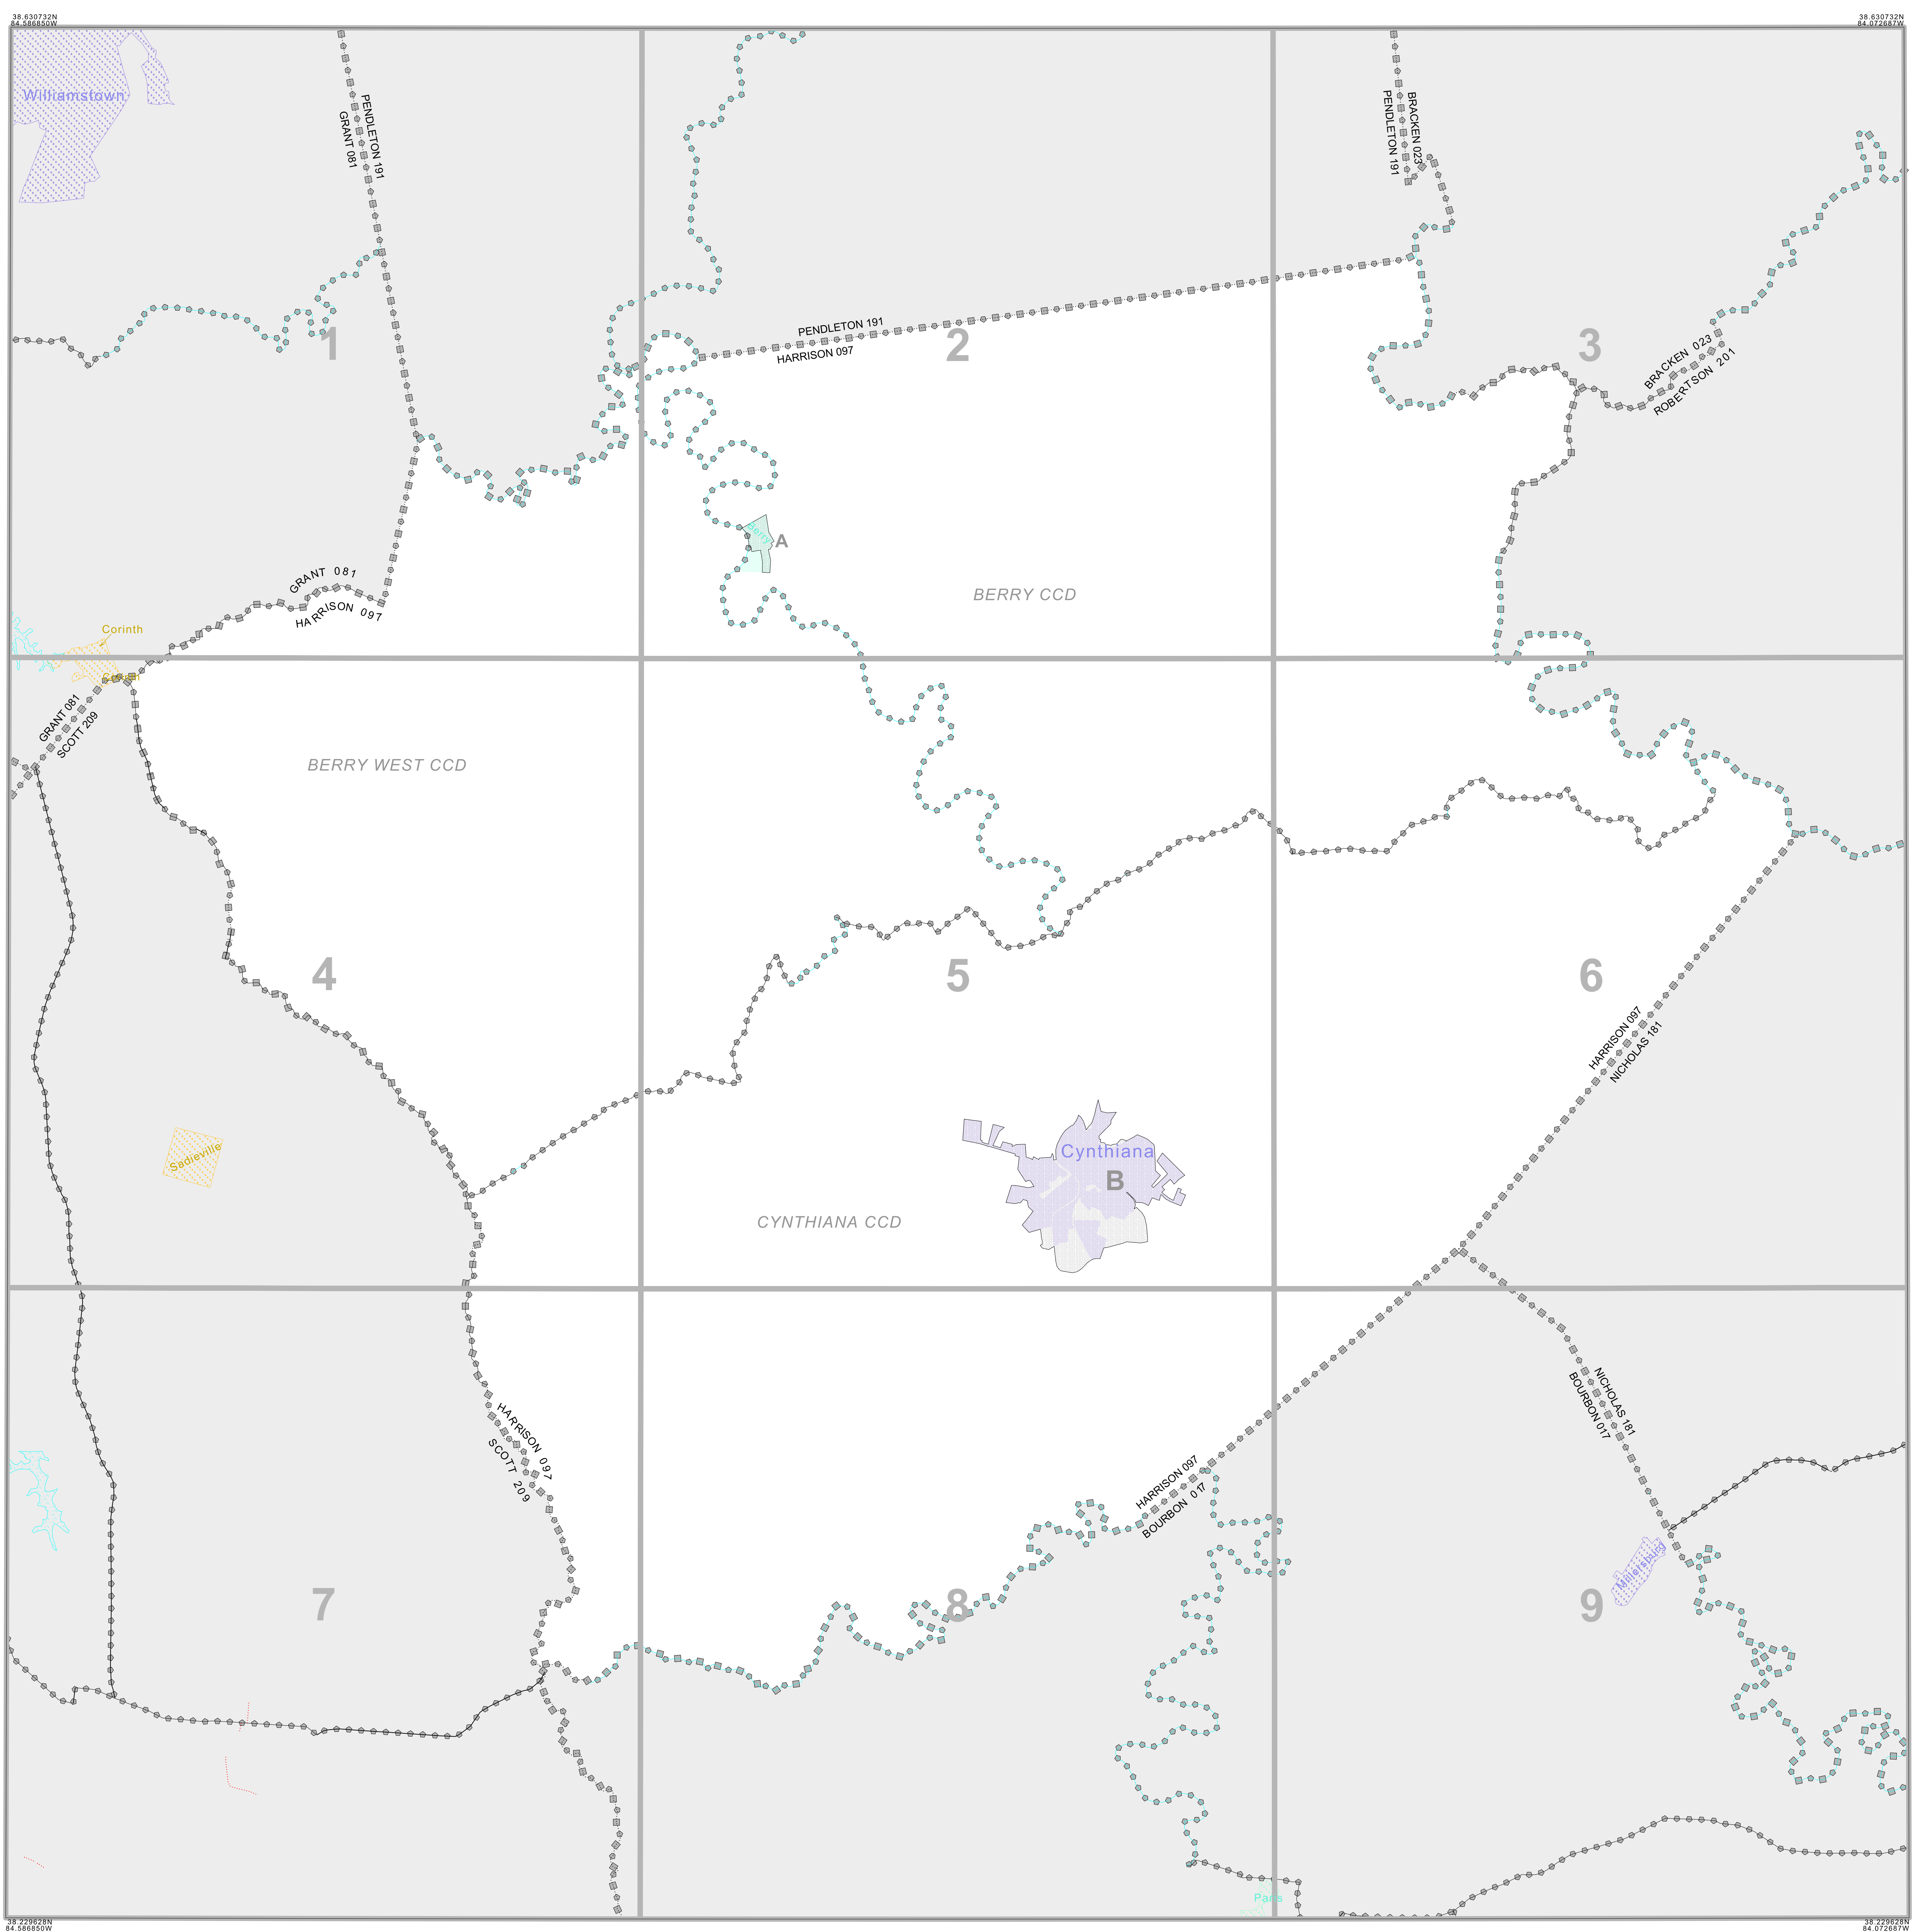 38.630732N
84.586850W
38.630732N
84.072687W
Williamstown
PENDLETON 191
GRANT 081
BRACKEN 023
PENDLETON 191
1
PENDLETON 191
HARRISON 097
2
3
BRACKEN 023
ROBERTSON 201
Berry
A
GRANT 081
HARRISON 097
BERRY CCD
Corinth
Corinth
GRANT 081
SCOTT 209
BERRY WEST CCD
4
5
6
HARRISON 097
NICHOLAS 181
Sadieville
Cynthiana
B
CYNTHIANA CCD
NICHOLAS 181
BOURBON 017
HARRISON 097
SCOTT 209
HARRISON 097
BOURBON 017
Millersburg
7
8
9
Paris
38.229628N
84.586850W
38.229628N
84.072687W